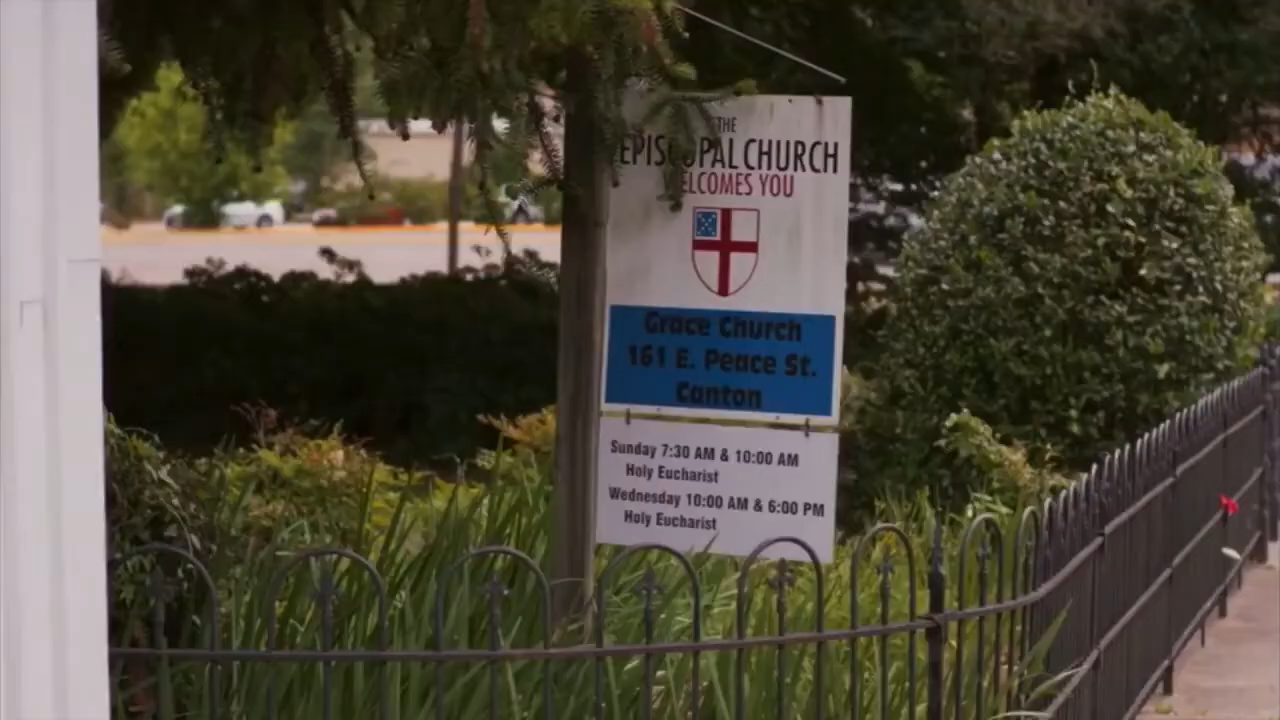 THE
EPISCOPAL CHURCH
WELCOMES YOU
Grace Church
161 E. Peace St.
Canton
Sunday 7:30 AM & 10:00 AM
Holy Eucharist
Wednesday 10:00 AM & 6:00 PM
Holy Eucharist